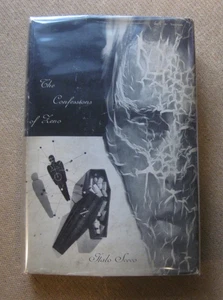 The
Confessions
of Zeno
Italo Svevo